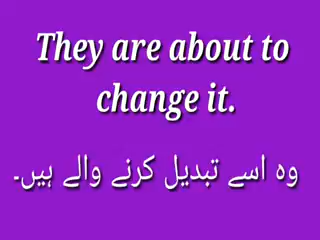 They are about to
change it.
وہ اسے تبدیل کرنے والے ہیں۔